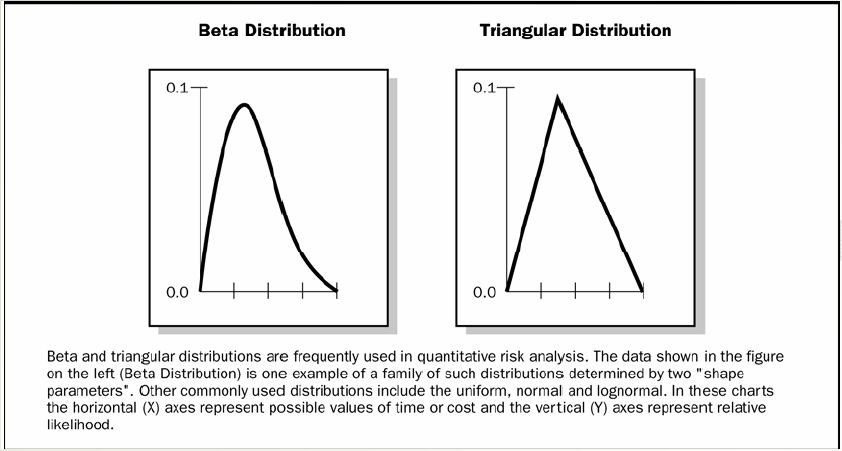 Beta Distribution
Triangular Distribution
0.1
0.0
0.1
0.0
Beta and triangular distributions are frequently used in quantitative risk analysis. The data shown in the figure
on the left (Beta Distribution) is one example of a family of such distributions determined by two "shape
parameters". Other commonly used distributions include the uniform, normal and lognormal. In these charts
the horizontal (X) axes represent possible values of time or cost and the vertical (Y) axes represent relative
likelihood.